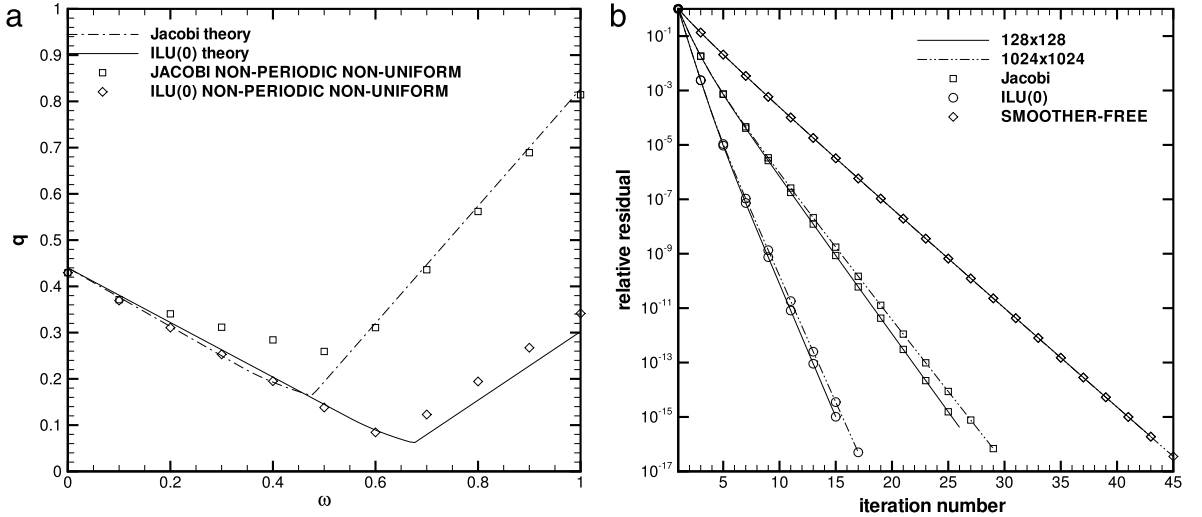 a
Jacobi theory
ILU(0) theory
JACOBI NON-PERIODIC NON-UNIFORM
ILU(0) NON-PERIODIC NON-UNIFORM
q
1
0.9
0.8
0.7
0.6
0.5
0.4
0.3
0.2
0.1
0
0 0.2 0.4 0.6 0.8 1
ω
b
128x128
1024x1024
Jacobi
ILU(0)
SMOOTHER-FREE
relative residual
10-1
10-3
10-5
10-7
10-9
10-11
10-13
10-15
10-17
5 10 15 20 25 30 35 40 45
iteration number